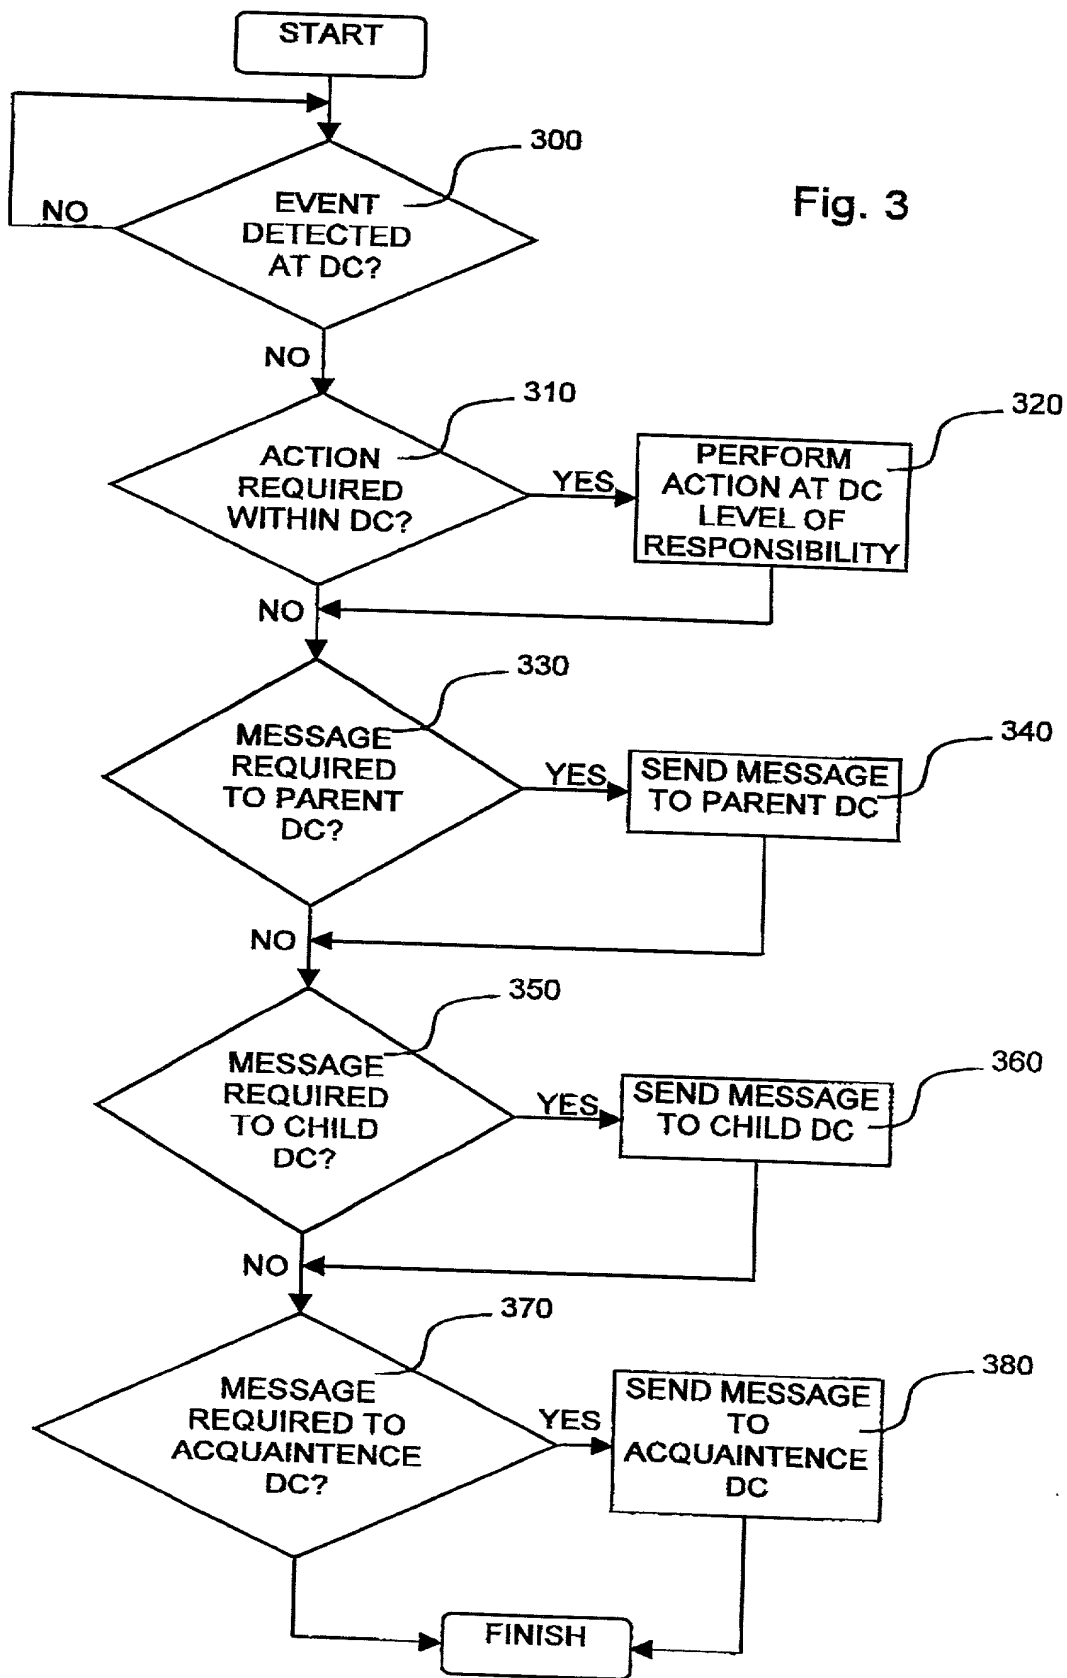 START
300
Fig. 3
EVENT
DETECTED
AT DC?
NO
NO
310
ACTION
REQUIRED
WITHIN DC?
YES
320
PERFORM
ACTION AT DC
LEVEL OF
RESPONSIBILITY
NO
330
MESSAGE
REQUIRED
TO PARENT
DC?
YES
340
SEND MESSAGE
TO PARENT DC
NO
350
MESSAGE
REQUIRED
TO CHILD
DC?
YES
360
SEND MESSAGE
TO CHILD DC
NO
370
MESSAGE
REQUIRED TO
ACQUAINTENCE
DC?
YES
380
SEND MESSAGE
TO
ACQUAINTENCE
DC
FINISH